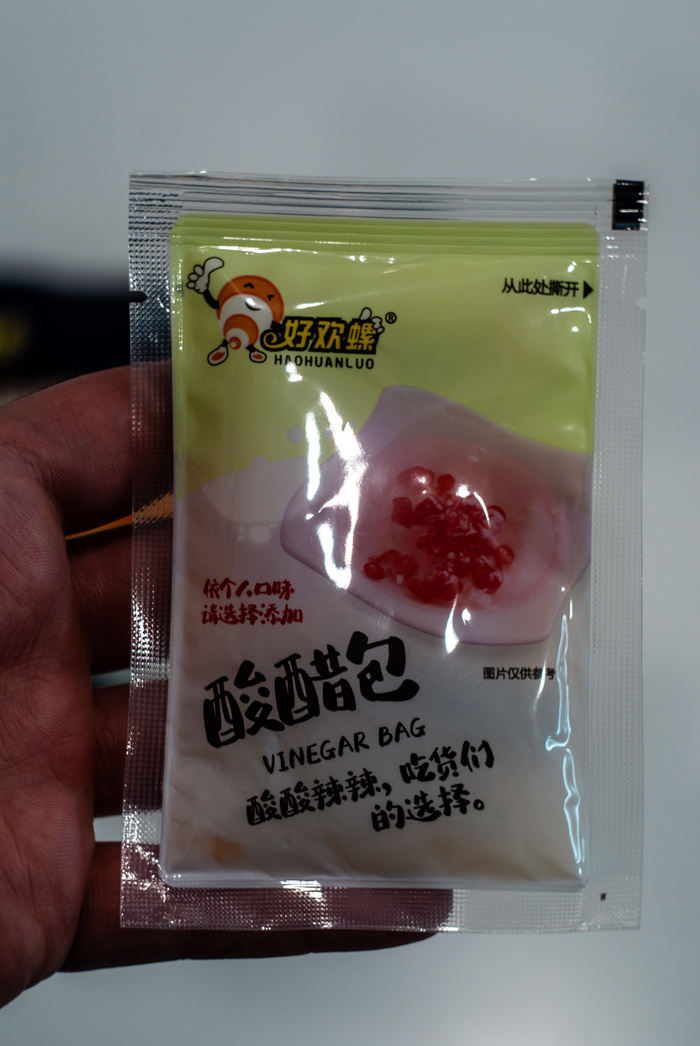 从此处撕开
好欢螺®
HAOHUANLUO
依个人口味
请选择添加
图片仅供参考
酸醋包
VINEGAR BAG
酸酸辣辣，吃货们
的选择。